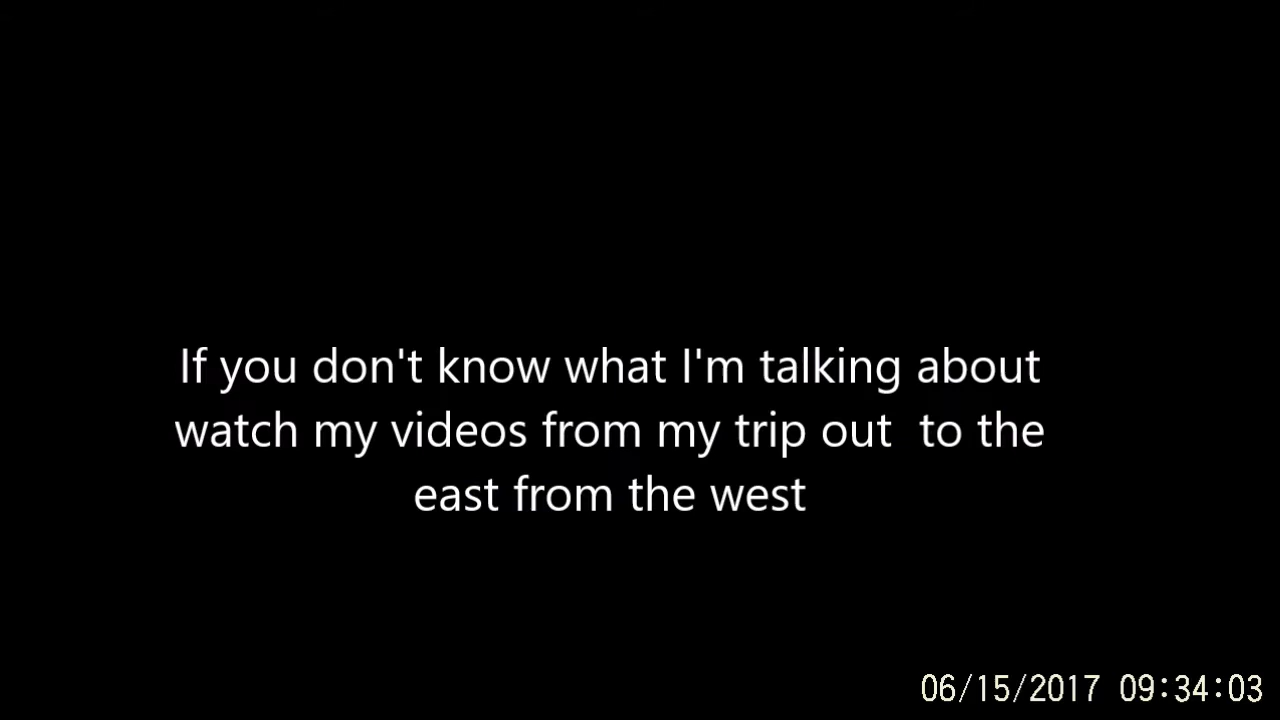 If you don't know what I'm talking about
watch my videos from my trip out  to the
east from the west
06/15/2017 09:34:03